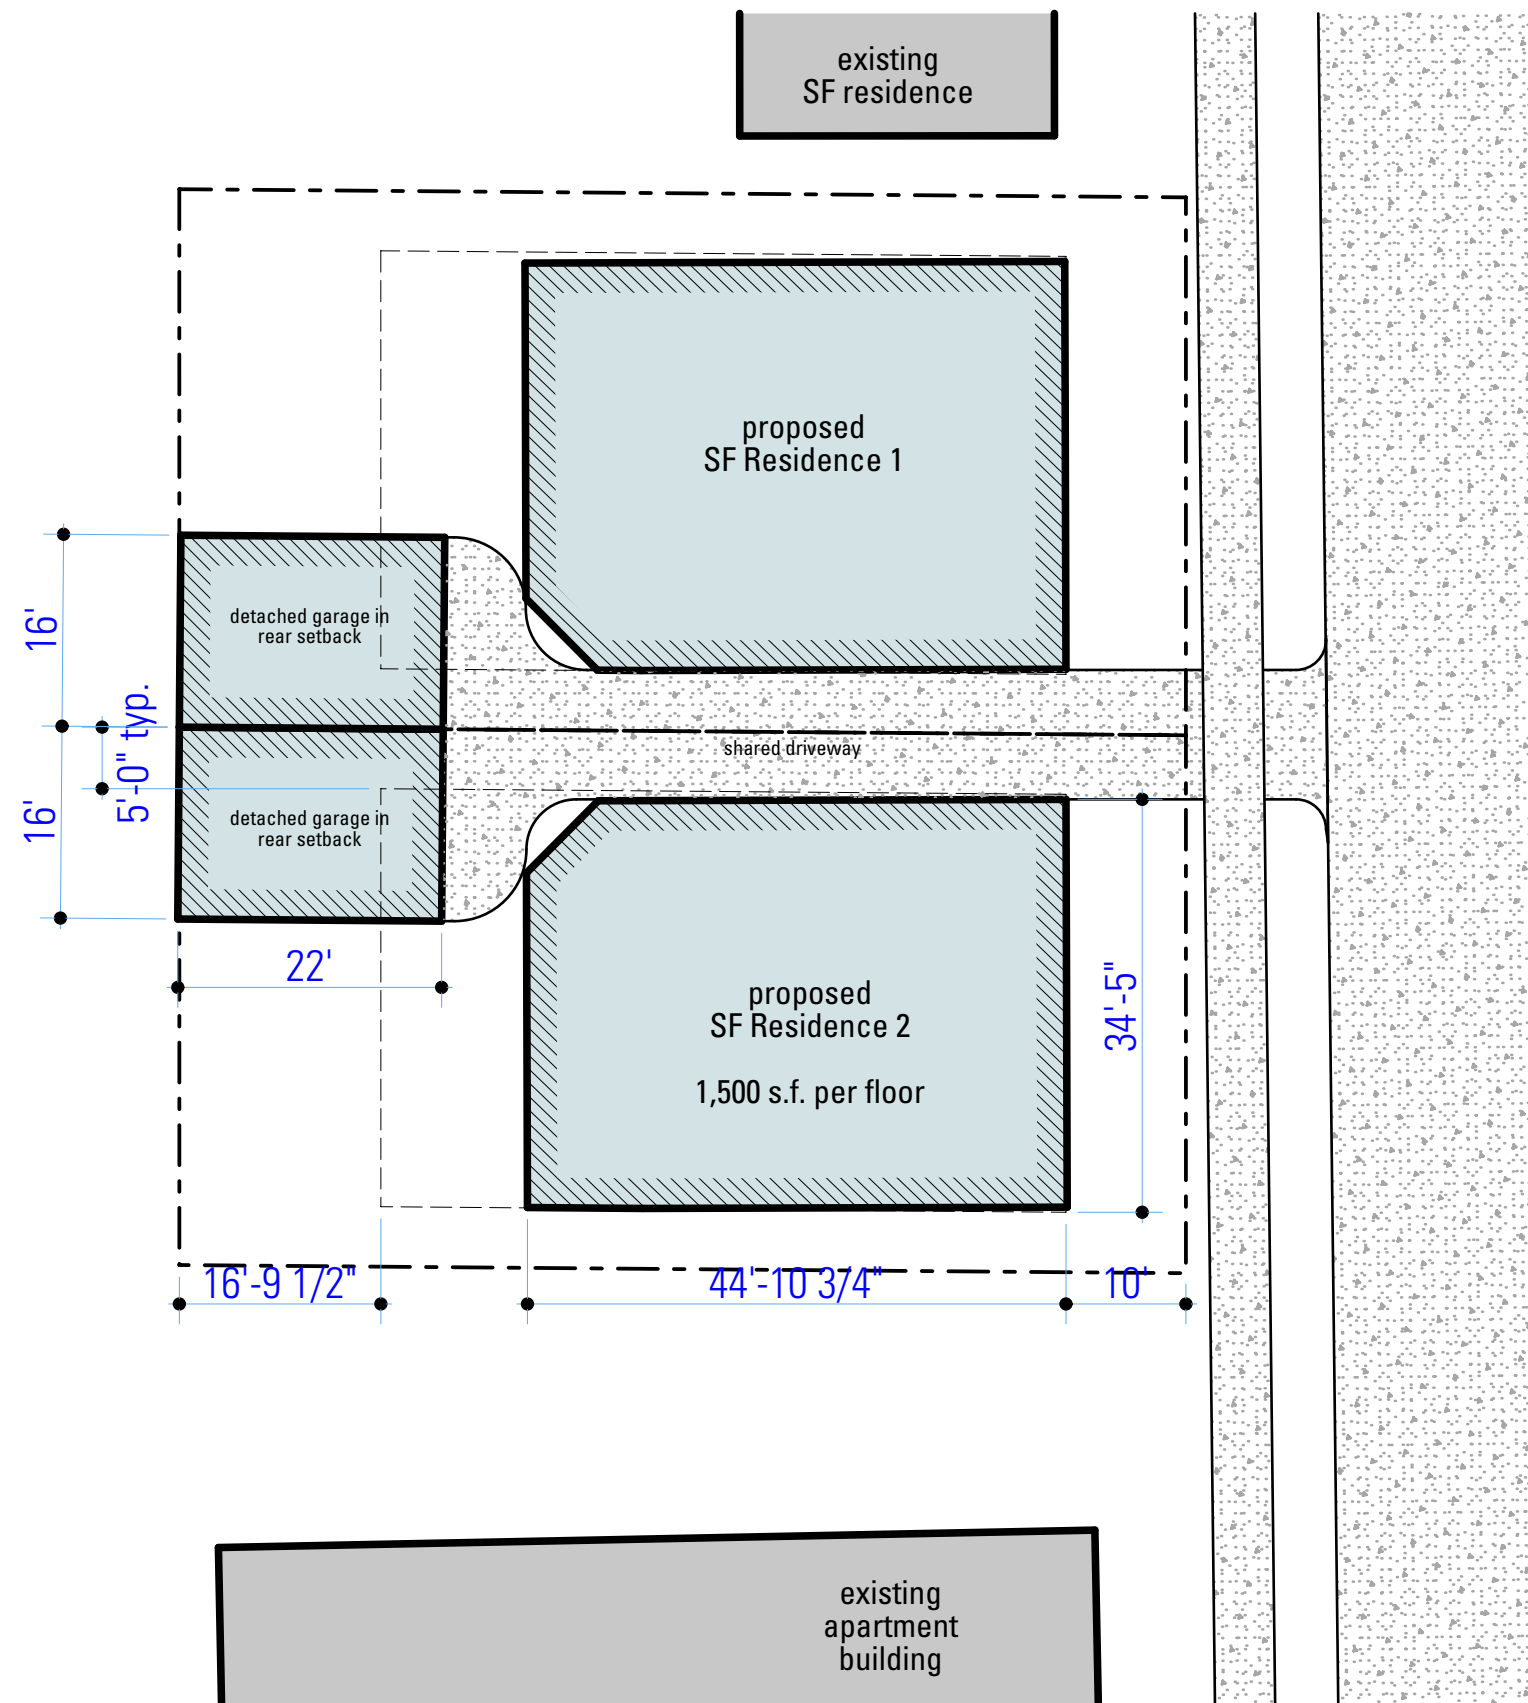 existing
SF residence
proposed
SF Residence 1
detached garage in
rear setback
16'
5'-0" typ.
shared driveway
16'
detached garage in
rear setback
22'
proposed
SF Residence 2
1,500 s.f. per floor
34'-5"
16'-9 1/2"
44'-10 3/4"
10'
existing
apartment
building